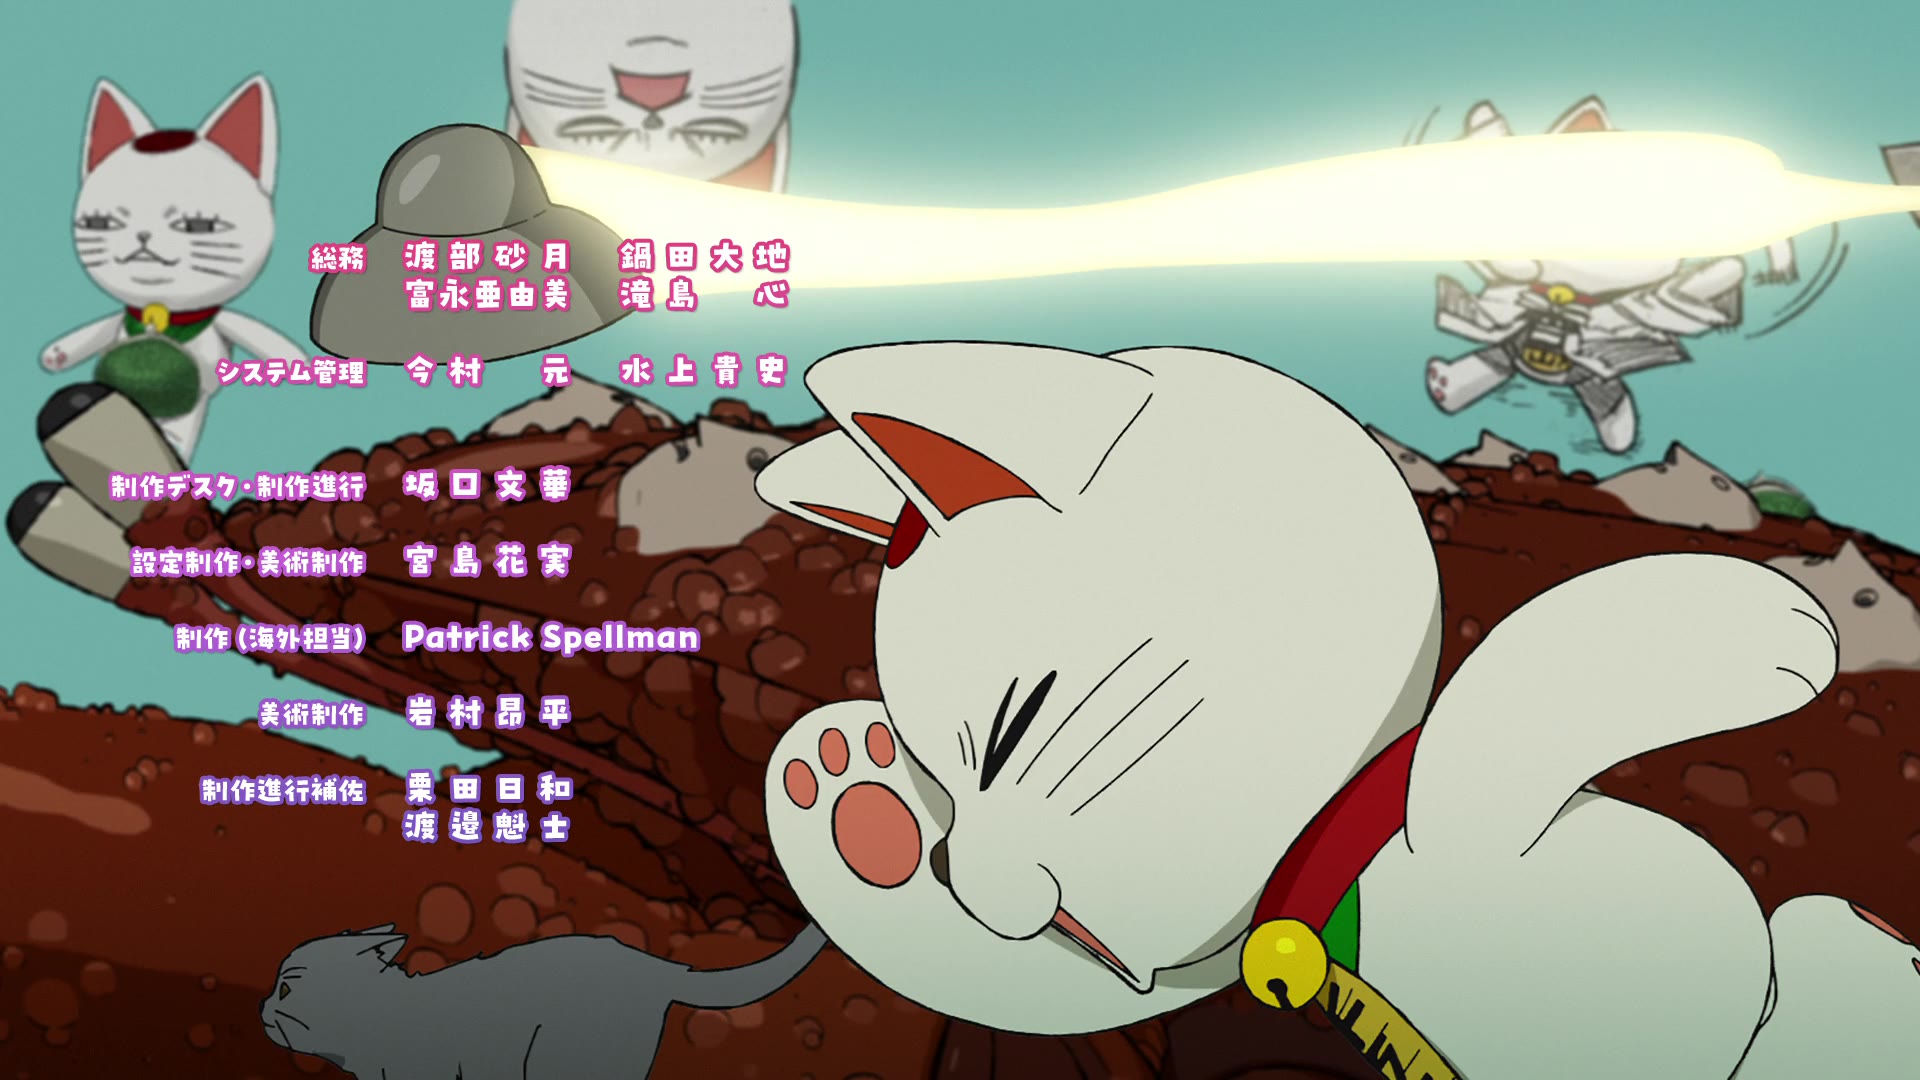 総務 渡部砂月 鍋田大地
富永亜由美 滝島 心
システム管理 今村 元 水上貴史
制作デスク・制作進行 坂口文華
設定制作・美術制作 宮島花実
制作(海外担当) Patrick Spellman
美術制作 岩村昂平
制作進行補佐 栗田日和
渡邉魁士